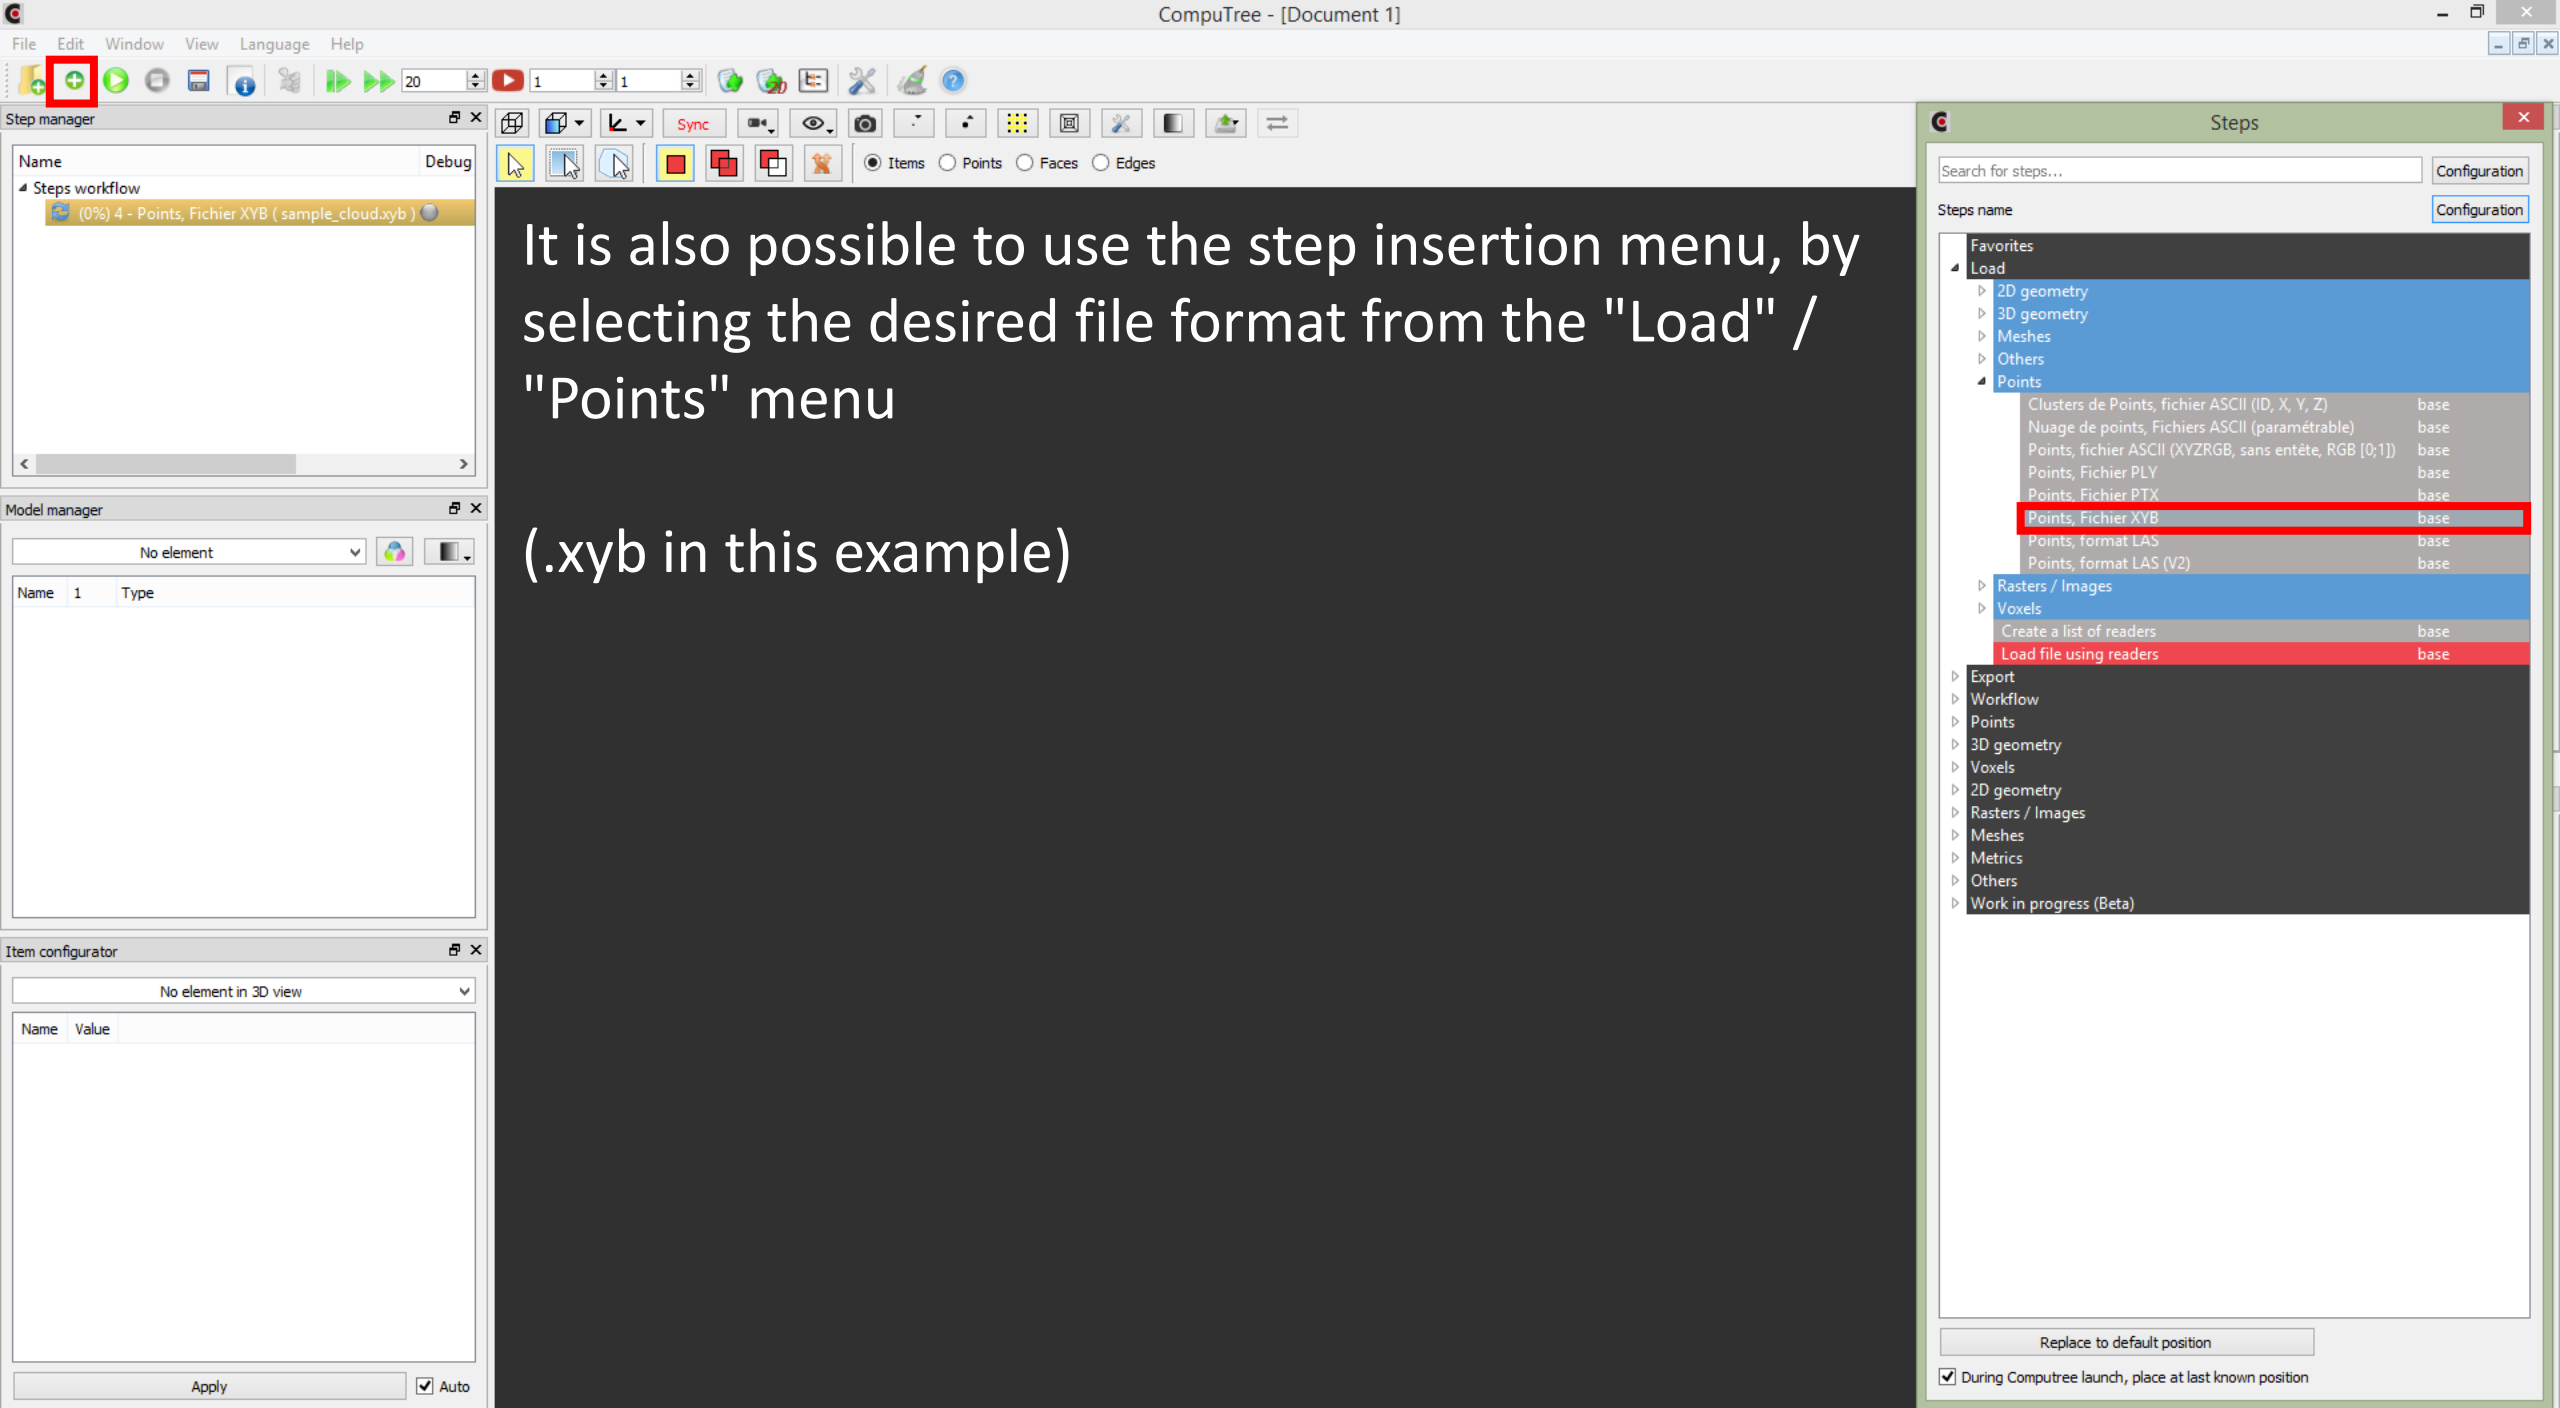 CompuTree - [Document 1]
File Edit Window View Language Help
20 1 1 2D
Step manager
Name Debug
Steps workflow
(0%) 4 - Points, Fichier XYB ( sample_cloud.xyb )
Sync
Items Points Faces Edges
It is also possible to use the step insertion menu, by
selecting the desired file format from the "Load" /
"Points" menu
(.xyb in this example)
Model manager
No element
Name 1 Type
Item configurator
No element in 3D view
Name Value
Apply Auto
Steps
Search for steps... Configuration
Steps name Configuration
Favorites
Load
2D geometry
3D geometry
Meshes
Others
Points
Clusters de Points, fichier ASCII (ID, X, Y, Z) base
Nuage de points, Fichiers ASCII (paramétrable) base
Points, fichier ASCII (XYZRGB, sans entête, RGB [0;1]) base
Points, Fichier PLY base
Points, Fichier PTX base
Points, Fichier XYB base
Points, format LAS base
Points, format LAS (V2) base
Rasters / Images
Voxels
Create a list of readers base
Load file using readers base
Export
Workflow
Points
3D geometry
Voxels
2D geometry
Rasters / Images
Meshes
Metrics
Others
Work in progress (Beta)
Replace to default position
During Computree launch, place at last known position